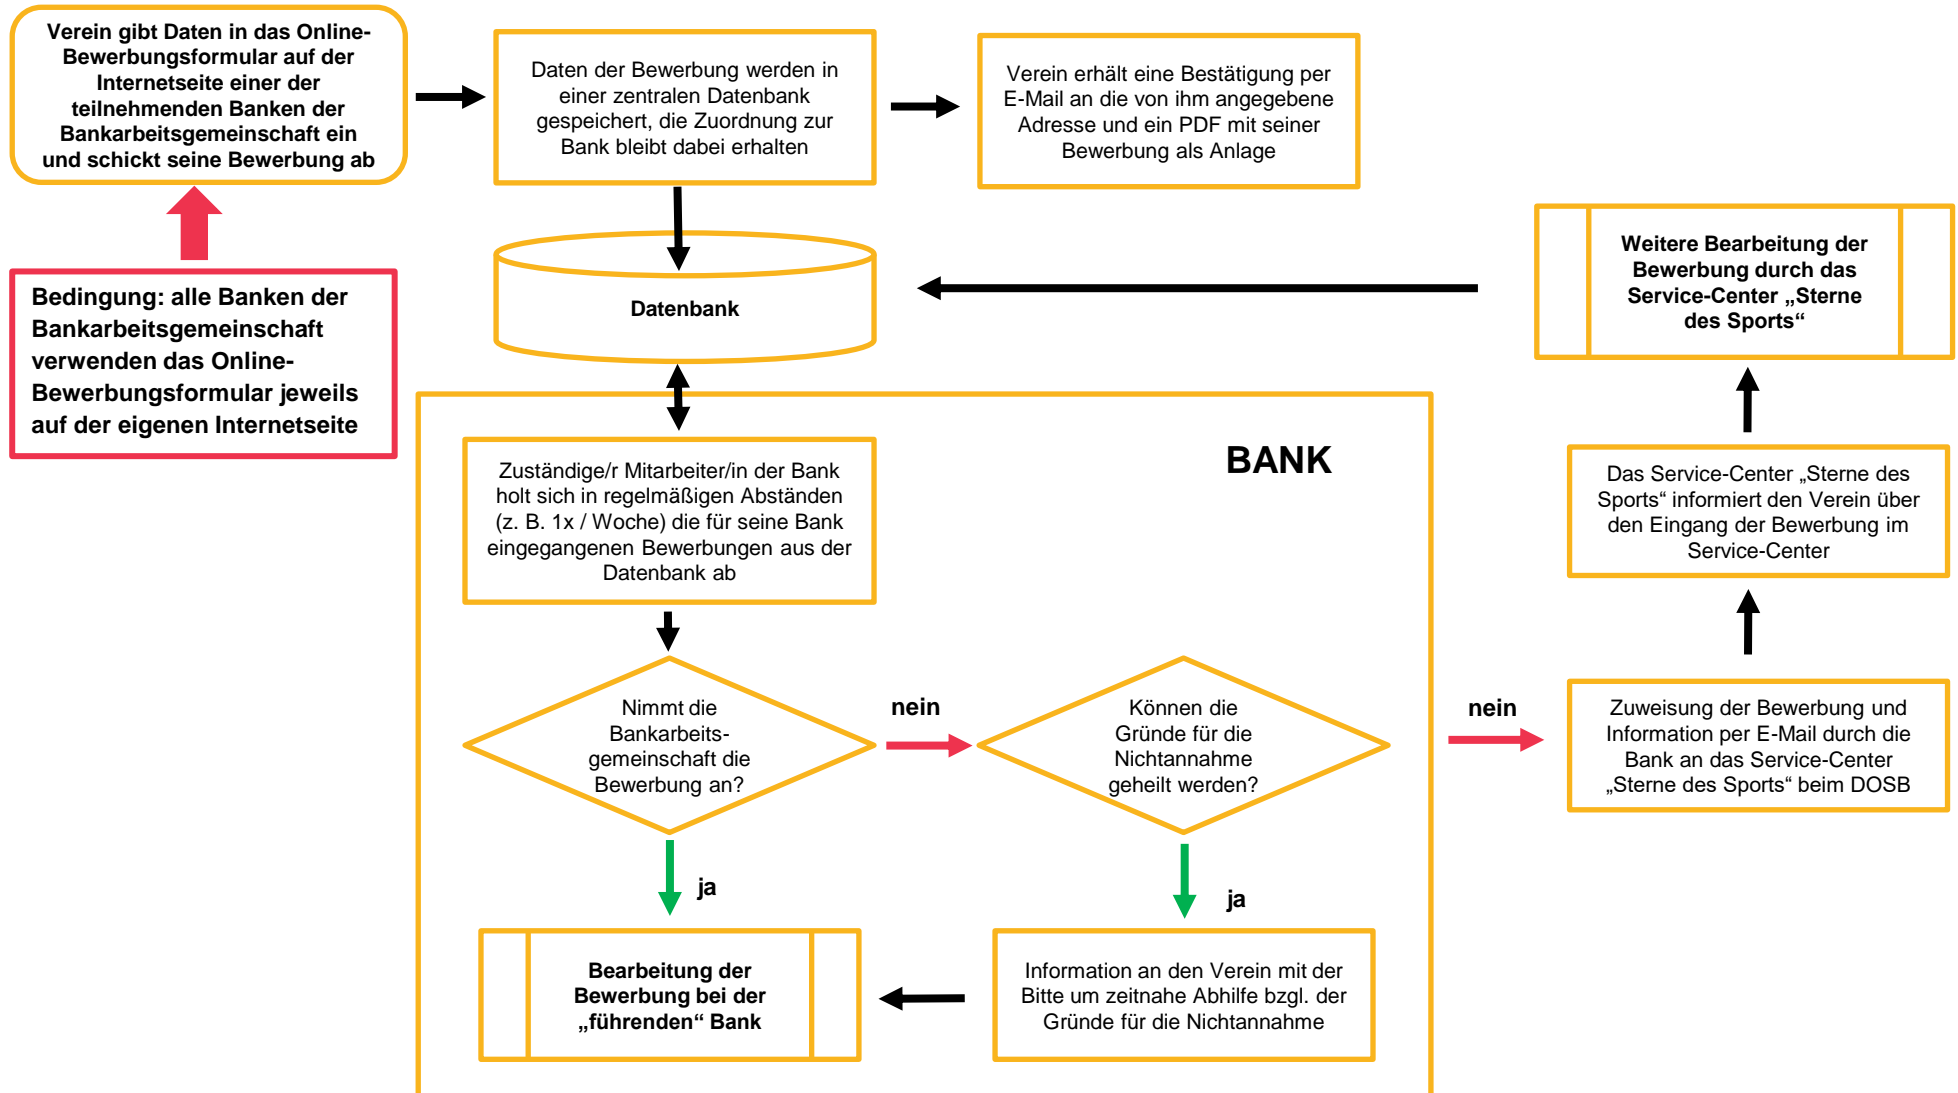 Verein gibt Daten in das Online-
Bewerbungsformular auf der
Internetseite einer der
teilnehmenden Banken der
Bankarbeitsgemeinschaft ein
und schickt seine Bewerbung ab
Daten der Bewerbung werden in
einer zentralen Datenbank
gespeichert, die Zuordnung zur
Bank bleibt dabei erhalten
Verein erhält eine Bestätigung per
E-Mail an die von ihm angegebene
Adresse und ein PDF mit seiner
Bewerbung als Anlage
Bedingung: alle Banken der
Bankarbeitsgemeinschaft
verwenden das Online-
Bewerbungsformular jeweils
auf der eigenen Internetseite
Datenbank
Weitere Bearbeitung der
Bewerbung durch das
Service-Center „Sterne
des Sports“
BANK
Zuständige/r Mitarbeiter/in der Bank
holt sich in regelmäßigen Abständen
(z. B. 1x / Woche) die für seine Bank
eingegangenen Bewerbungen aus der
Datenbank ab
Das Service-Center „Sterne des
Sports“ informiert den Verein über
den Eingang der Bewerbung im
Service-Center
Nimmt die
Bankarbeits-
gemeinschaft die
Bewerbung an?
nein
Können die
Gründe für die
Nichtannahme
geheilt werden?
nein
Zuweisung der Bewerbung und
Information per E-Mail durch die
Bank an das Service-Center
„Sterne des Sports“ beim DOSB
ja
ja
Bearbeitung der
Bewerbung bei der
„führenden“ Bank
Information an den Verein mit der
Bitte um zeitnahe Abhilfe bzgl. der
Gründe für die Nichtannahme